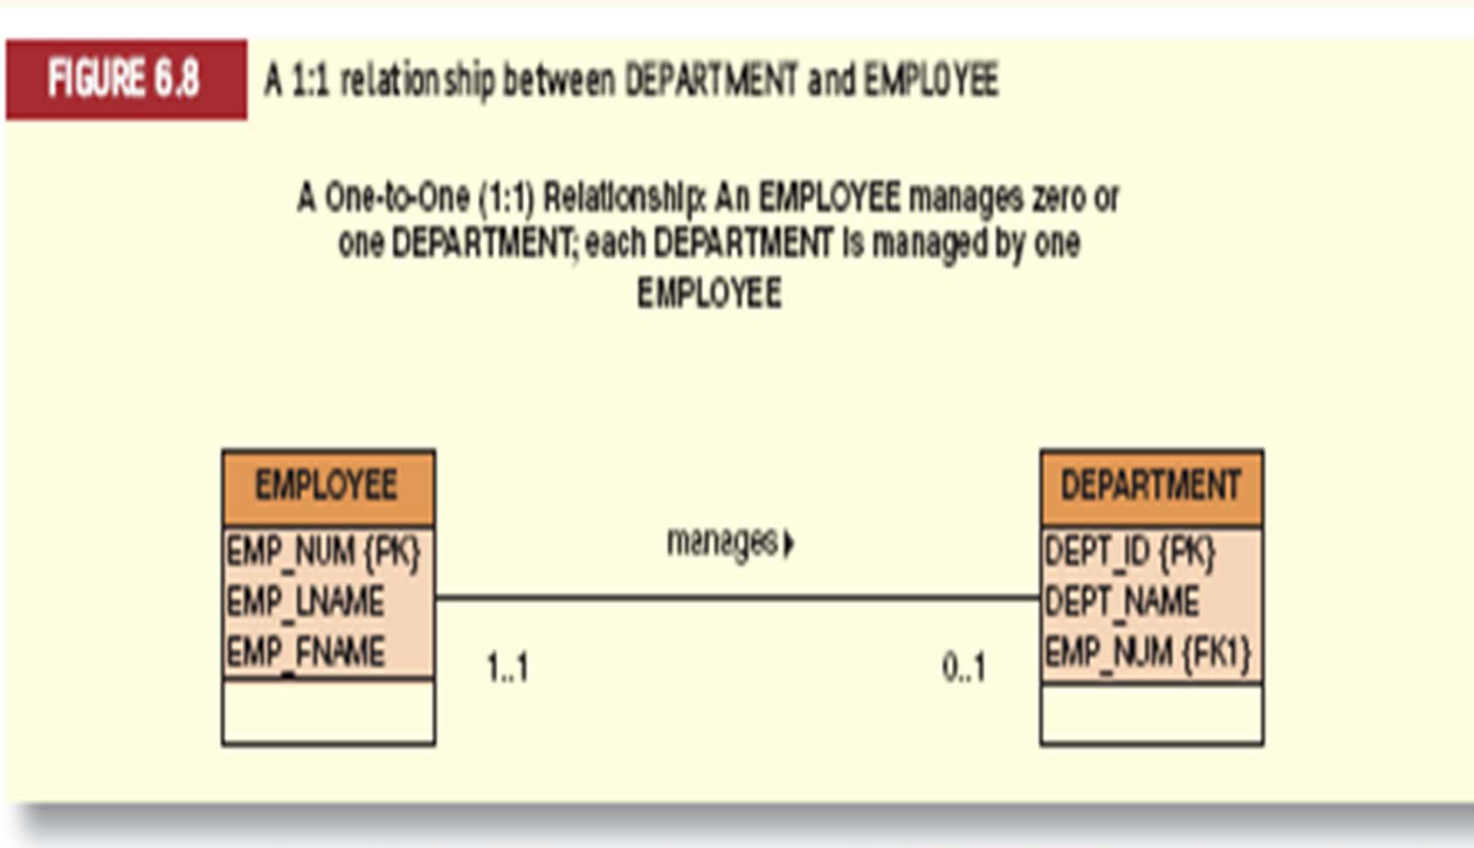 FIGURE 6.8 A 1:1 relationship between DEPARTMENT and EMPLOYEE
A One-to-One (1:1) Relationship: An EMPLOYEE manages zero or
one DEPARTMENT; each DEPARTMENT is managed by one
EMPLOYEE
EMPLOYEE
EMP_NUM {PK}
EMP_LNAME
EMP_FNAME
manages
1..1
0..1
DEPARTMENT
DEPT_ID {PK}
DEPT_NAME
EMP_NUM {FK1}